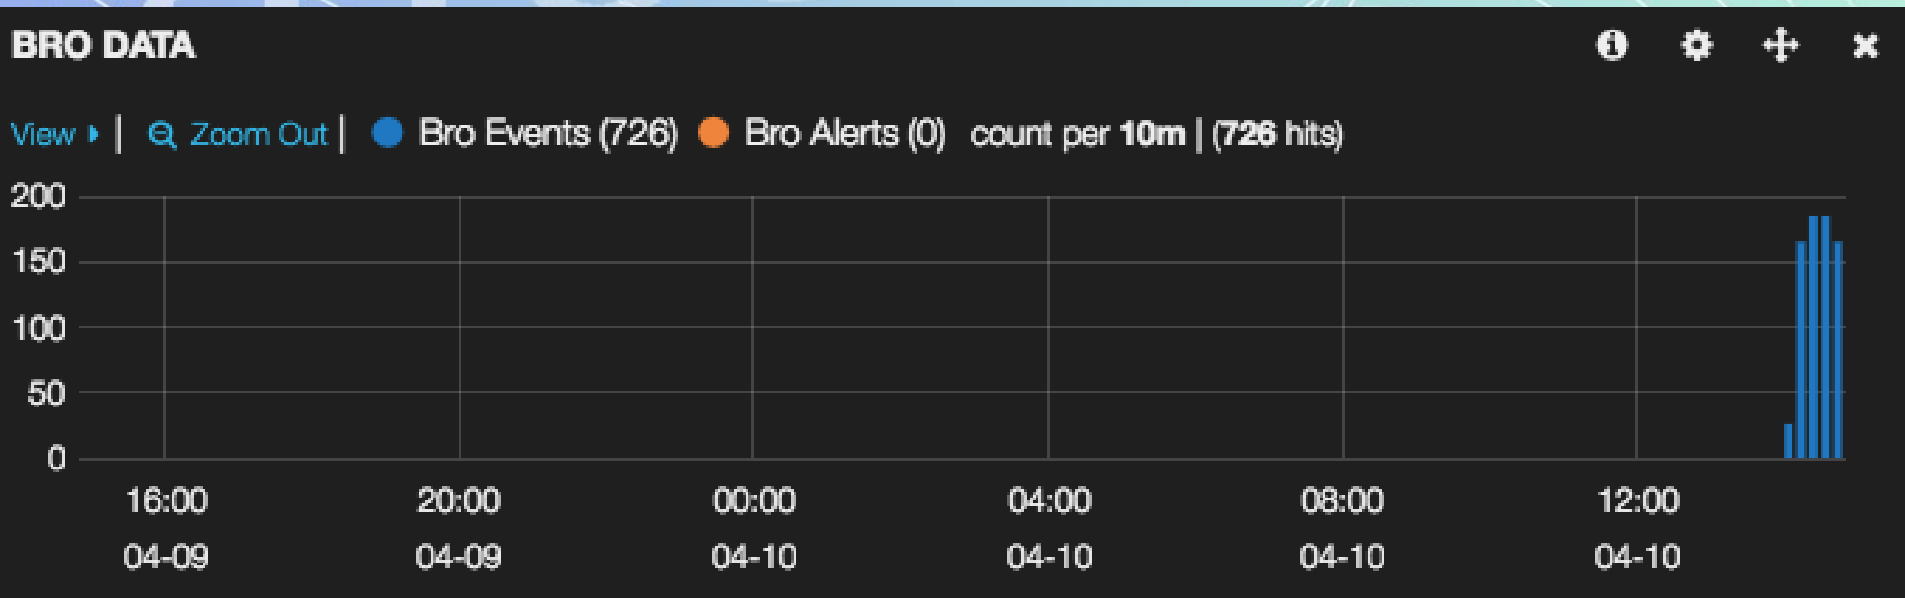 BRO DATA
View | Zoom Out | Bro Events (726) Bro Alerts (0) count per 10m | (726 hits)
200
150
100
50
0
16:00 20:00 00:00 04:00 08:00 12:00
04-09 04-09 04-10 04-10 04-10 04-10